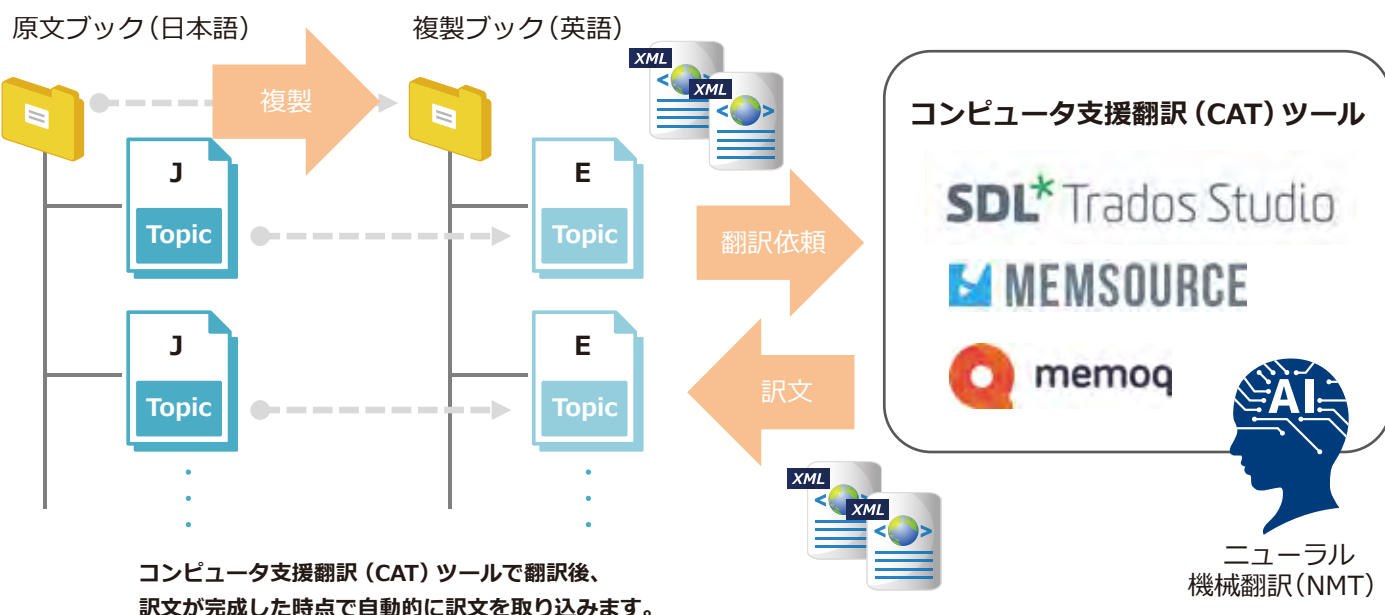 原文ブック(日本語)
複製ブック(英語)
複製
XML
XML
コンピュータ支援翻訳(CAT)ツール
J
Topic
E
Topic
翻訳依頼
SDL* Trados Studio
MEMSOURCE
J
Topic
E
Topic
訳文
memoq
AI
XML
XML
ニューラル
機械翻訳(NMT)
コンピュータ支援翻訳(CAT)ツールで翻訳後、
訳文が完成した時点で自動的に訳文を取り込みます。